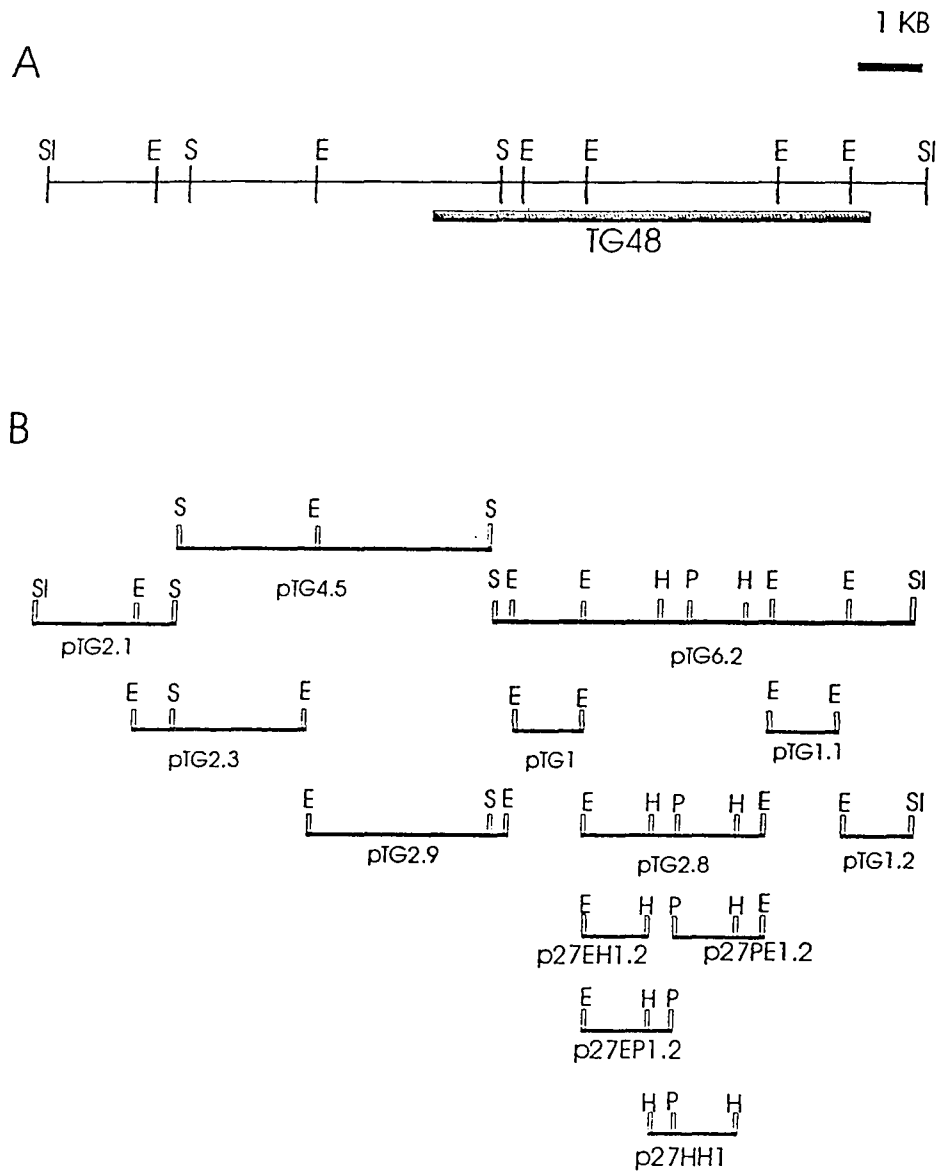 1 KB
A
SI E S E S E E E E SI
TG48
B
S E S
pTG4.5
SI E S
pTG2.1
S E E H P H E E SI
pTG6.2
E S E
pTG2.3
E E
pTG1
E E
pTG1.1
E S E
pTG2.9
E H P H E
pTG2.8
E SI
pTG1.2
E H
p27EH1.2
P H E
p27PE1.2
E H P
p27EP1.2
H P H
p27HH1